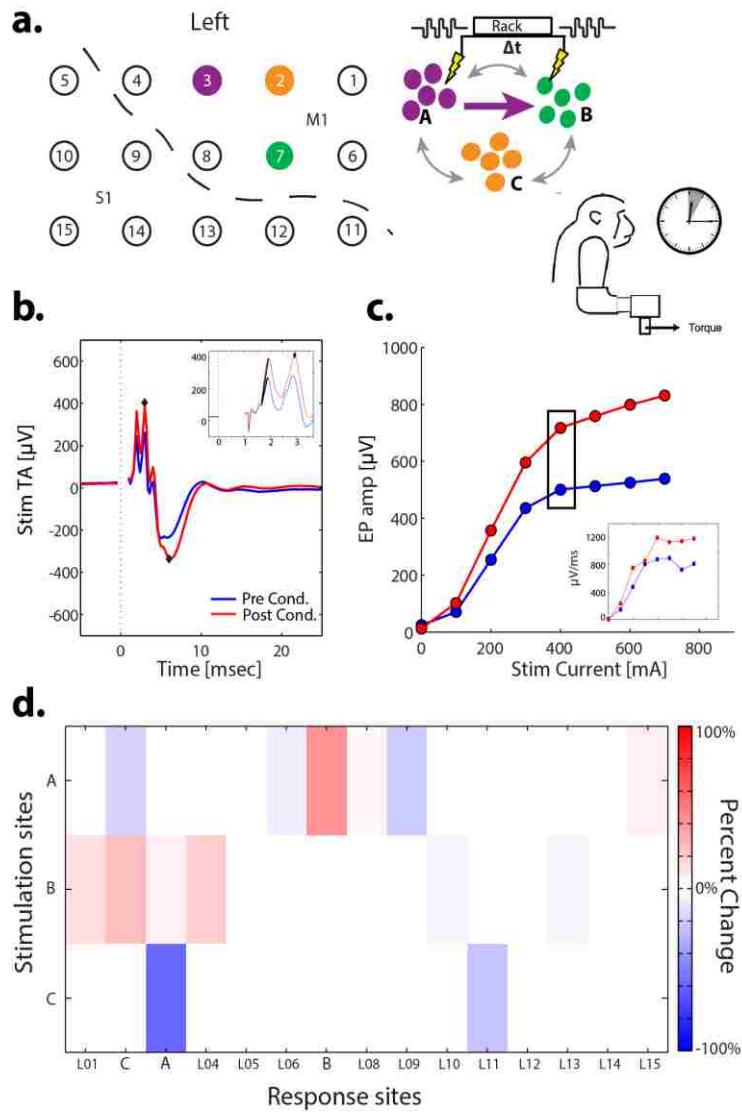 a.
Left
Rack
Δt
5 4 3 2 1
M1
A
B
10 9 8 7 6
C
S1
15 14 13 12 11
Torque
b.
c.
600
400
200
0
-200
-400
-600
Stim TA [µV]
400
200
0
0 1 2 3
Pre Cond.
Post Cond.
0 10 20
Time [msec]
1000
800
600
400
200
0
EP amp [µV]
1200
800
400
0
µV/ms
0 200 400 600 800
Stim Current [mA]
d.
Stimulation sites
A
B
C
100%
0%
-100%
Percent Change
L01 C A L04 L05 L06 B L08 L09 L10 L11 L12 L13 L14 L15
Response sites